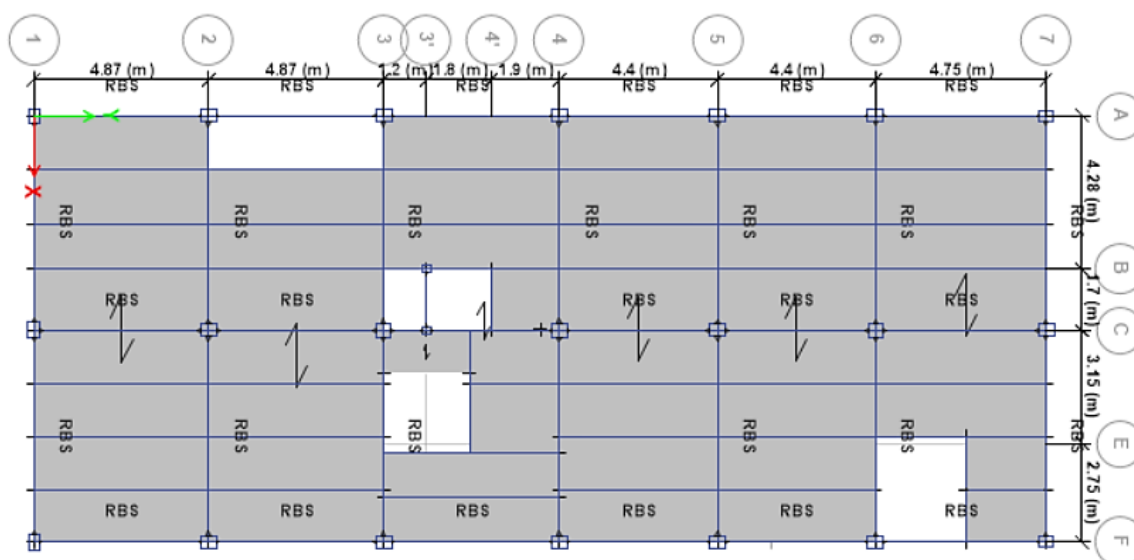 1 2 3 3' 4' 4 5 6 7
4.87 (m) 4.87 (m) 1.2 (m) 1.8 (m) 1.9 (m) 4.4 (m) 4.4 (m) 4.75 (m)
RBS RBS RBS RBS RBS RBS RBS
A
4.28 (m)
RBS RBS RBS RBS RBS RBS RBS
B
RBS RBS RBS RBS RBS
1.7 (m)
C
X
3.15 (m)
RBS RBS RBS RBS RBS RBS
E
2.75 (m)
RBS RBS RBS RBS RBS RBS
F